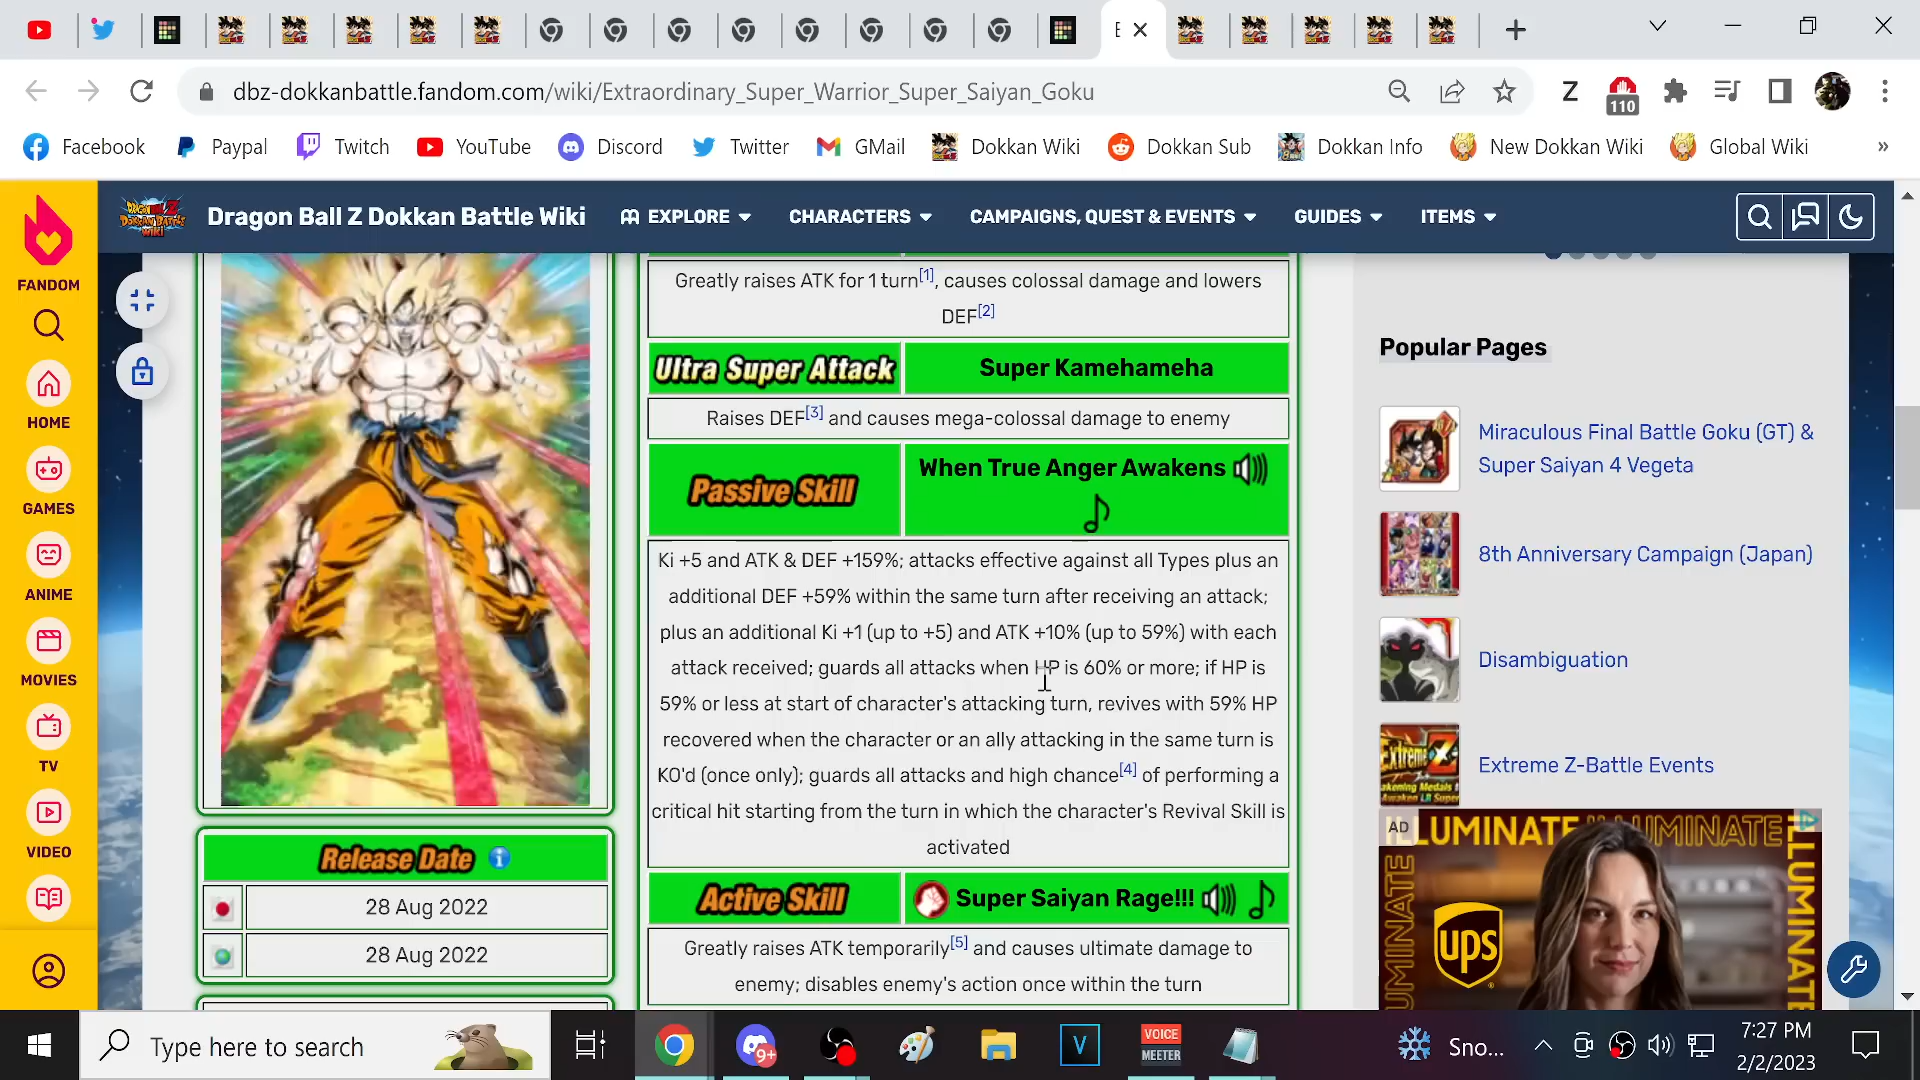 E
dbz-dokkanbattle.fandom.com/wiki/Extraordinary_Super_Warrior_Super_Saiyan_Goku
Z
110
Facebook
Paypal
Twitch
YouTube
Discord
Twitter
GMail
Dokkan Wiki
Dokkan Sub
Dokkan Info
New Dokkan Wiki
Global Wiki
»
FANDOM
HOME
GAMES
ANIME
MOVIES
TV
VIDEO
Dragon Ball Z Dokkan Battle Wiki
EXPLORE
CHARACTERS
CAMPAIGNS, QUEST & EVENTS
GUIDES
ITEMS
Release Date
28 Aug 2022
28 Aug 2022
Greatly raises ATK for 1 turn[1], causes colossal damage and lowers
DEF[2]
Ultra Super Attack
Super Kamehameha
Raises DEF[3] and causes mega-colossal damage to enemy
Passive Skill
When True Anger Awakens
Ki +5 and ATK & DEF +159%; attacks effective against all Types plus an
additional DEF +59% within the same turn after receiving an attack;
plus an additional Ki +1 (up to +5) and ATK +10% (up to 59%) with each
attack received; guards all attacks when HP is 60% or more; if HP is
59% or less at start of character's attacking turn, revives with 59% HP
recovered when the character or an ally attacking in the same turn is
KO'd (once only); guards all attacks and high chance[4] of performing a
critical hit starting from the turn in which the character's Revival Skill is
activated
Active Skill
Super Saiyan Rage!!!
Greatly raises ATK temporarily[5] and causes ultimate damage to
enemy; disables enemy's action once within the turn
Popular Pages
Miraculous Final Battle Goku (GT) &
Super Saiyan 4 Vegeta
8th Anniversary Campaign (Japan)
Disambiguation
Extreme Z-Battle Events
AD
ILLUMINATE ILLUMINATE
ILLUMINATE
ups
Type here to search
9+
V
VOICE
MEETER
Sno...
7:27 PM
2/2/2023